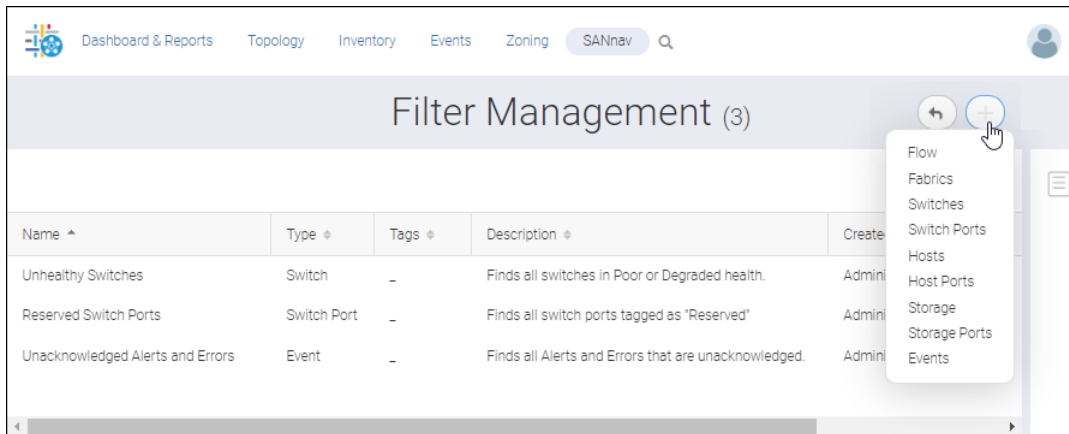 Dashboard & Reports Topology Inventory Events Zoning SANnav
Filter Management (3)
Flow
Fabrics
Switches
Switch Ports
Hosts
Host Ports
Storage
Storage Ports
Events
Name Type Tags Description
Unhealthy Switches Switch _ Finds all switches in Poor or Degraded health.
Reserved Switch Ports Switch Port _ Finds all switch ports tagged as "Reserved"
Unacknowledged Alerts and Errors Event _ Finds all Alerts and Errors that are unacknowledged.